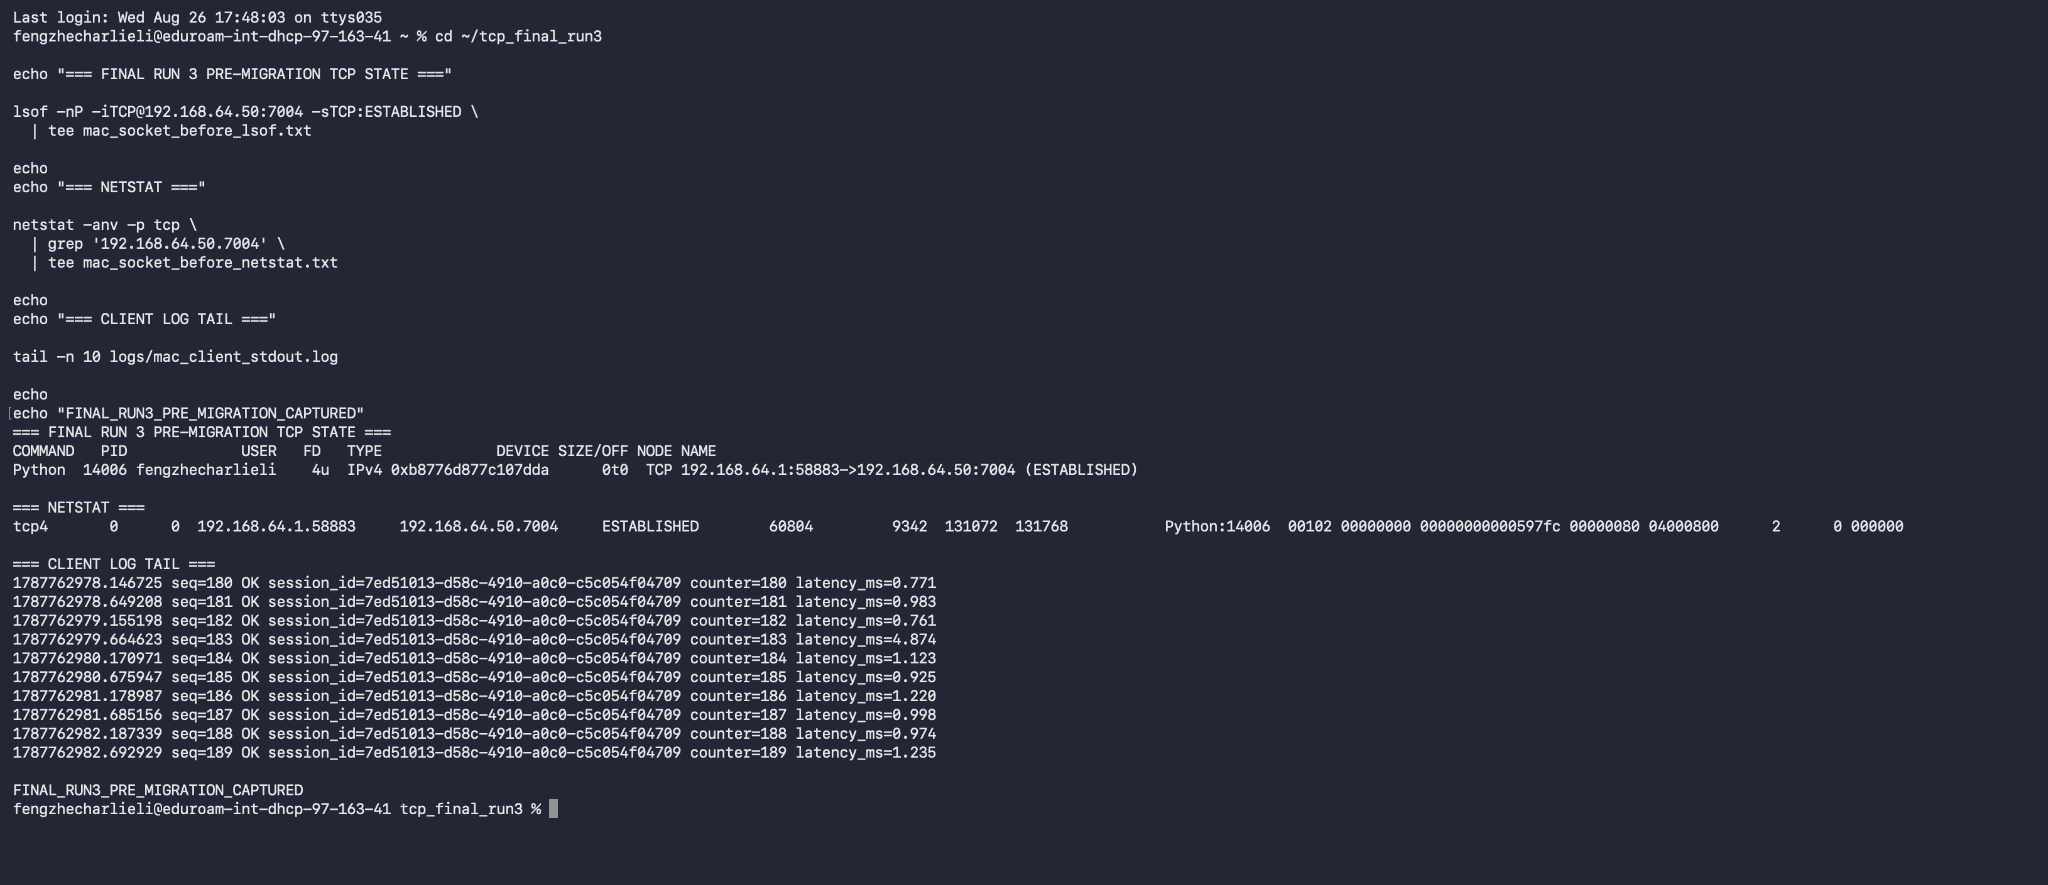 Last login: Wed Aug 26 17:48:03 on ttys035
fengzhecharlieli@eduroam-int-dhcp-97-163-41 ~ % cd ~/tcp_final_run3
echo "=== FINAL RUN 3 PRE-MIGRATION TCP STATE ==="
lsof -nP -iTCP@192.168.64.50:7004 -sTCP:ESTABLISHED \
  | tee mac_socket_before_lsof.txt
echo
echo "=== NETSTAT ==="
netstat -anv -p tcp \
  | grep '192.168.64.50.7004' \
  | tee mac_socket_before_netstat.txt
echo
echo "=== CLIENT LOG TAIL ==="
tail -n 10 logs/mac_client_stdout.log
echo
[echo "FINAL_RUN3_PRE_MIGRATION_CAPTURED"
=== FINAL RUN 3 PRE-MIGRATION TCP STATE ===
COMMAND   PID             USER   FD   TYPE             DEVICE SIZE/OFF NODE NAME
Python  14006 fengzhecharlieli    4u  IPv4 0xb8776d877c107dda      0t0  TCP 192.168.64.1:58883->192.168.64.50:7004 (ESTABLISHED)
=== NETSTAT ===
tcp4       0      0  192.168.64.1.58883     192.168.64.50.7004     ESTABLISHED        60804         9342  131072  131768           Python:14006  00102 00000000 00000000000597fc 00000080 04000800      2      0 000000
=== CLIENT LOG TAIL ===
1787762978.146725 seq=180 OK session_id=7ed51013-d58c-4910-a0c0-c5c054f04709 counter=180 latency_ms=0.771
1787762978.649208 seq=181 OK session_id=7ed51013-d58c-4910-a0c0-c5c054f04709 counter=181 latency_ms=0.983
1787762979.155198 seq=182 OK session_id=7ed51013-d58c-4910-a0c0-c5c054f04709 counter=182 latency_ms=0.761
1787762979.664623 seq=183 OK session_id=7ed51013-d58c-4910-a0c0-c5c054f04709 counter=183 latency_ms=4.874
1787762980.170971 seq=184 OK session_id=7ed51013-d58c-4910-a0c0-c5c054f04709 counter=184 latency_ms=1.123
1787762980.675947 seq=185 OK session_id=7ed51013-d58c-4910-a0c0-c5c054f04709 counter=185 latency_ms=0.925
1787762981.178987 seq=186 OK session_id=7ed51013-d58c-4910-a0c0-c5c054f04709 counter=186 latency_ms=1.220
1787762981.685156 seq=187 OK session_id=7ed51013-d58c-4910-a0c0-c5c054f04709 counter=187 latency_ms=0.998
1787762982.187339 seq=188 OK session_id=7ed51013-d58c-4910-a0c0-c5c054f04709 counter=188 latency_ms=0.974
1787762982.692929 seq=189 OK session_id=7ed51013-d58c-4910-a0c0-c5c054f04709 counter=189 latency_ms=1.235
FINAL_RUN3_PRE_MIGRATION_CAPTURED
fengzhecharlieli@eduroam-int-dhcp-97-163-41 tcp_final_run3 %